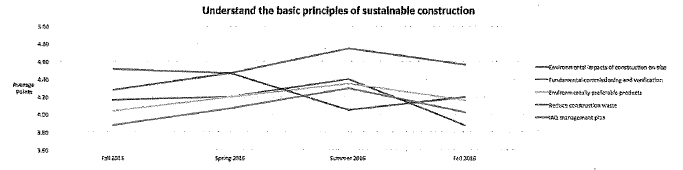 Understand the basic principles of sustainable construction
5.00
4.80
4.60
4.40
4.20
4.00
3.80
3.60
Average
Points
Fall 2015
Spring 2016
Summer 2016
Fall 2016
Environmental impacts of construction on site
Fundamental commissioning and verification
Environmentally preferable products
Reduce construction waste
IAQ management plan